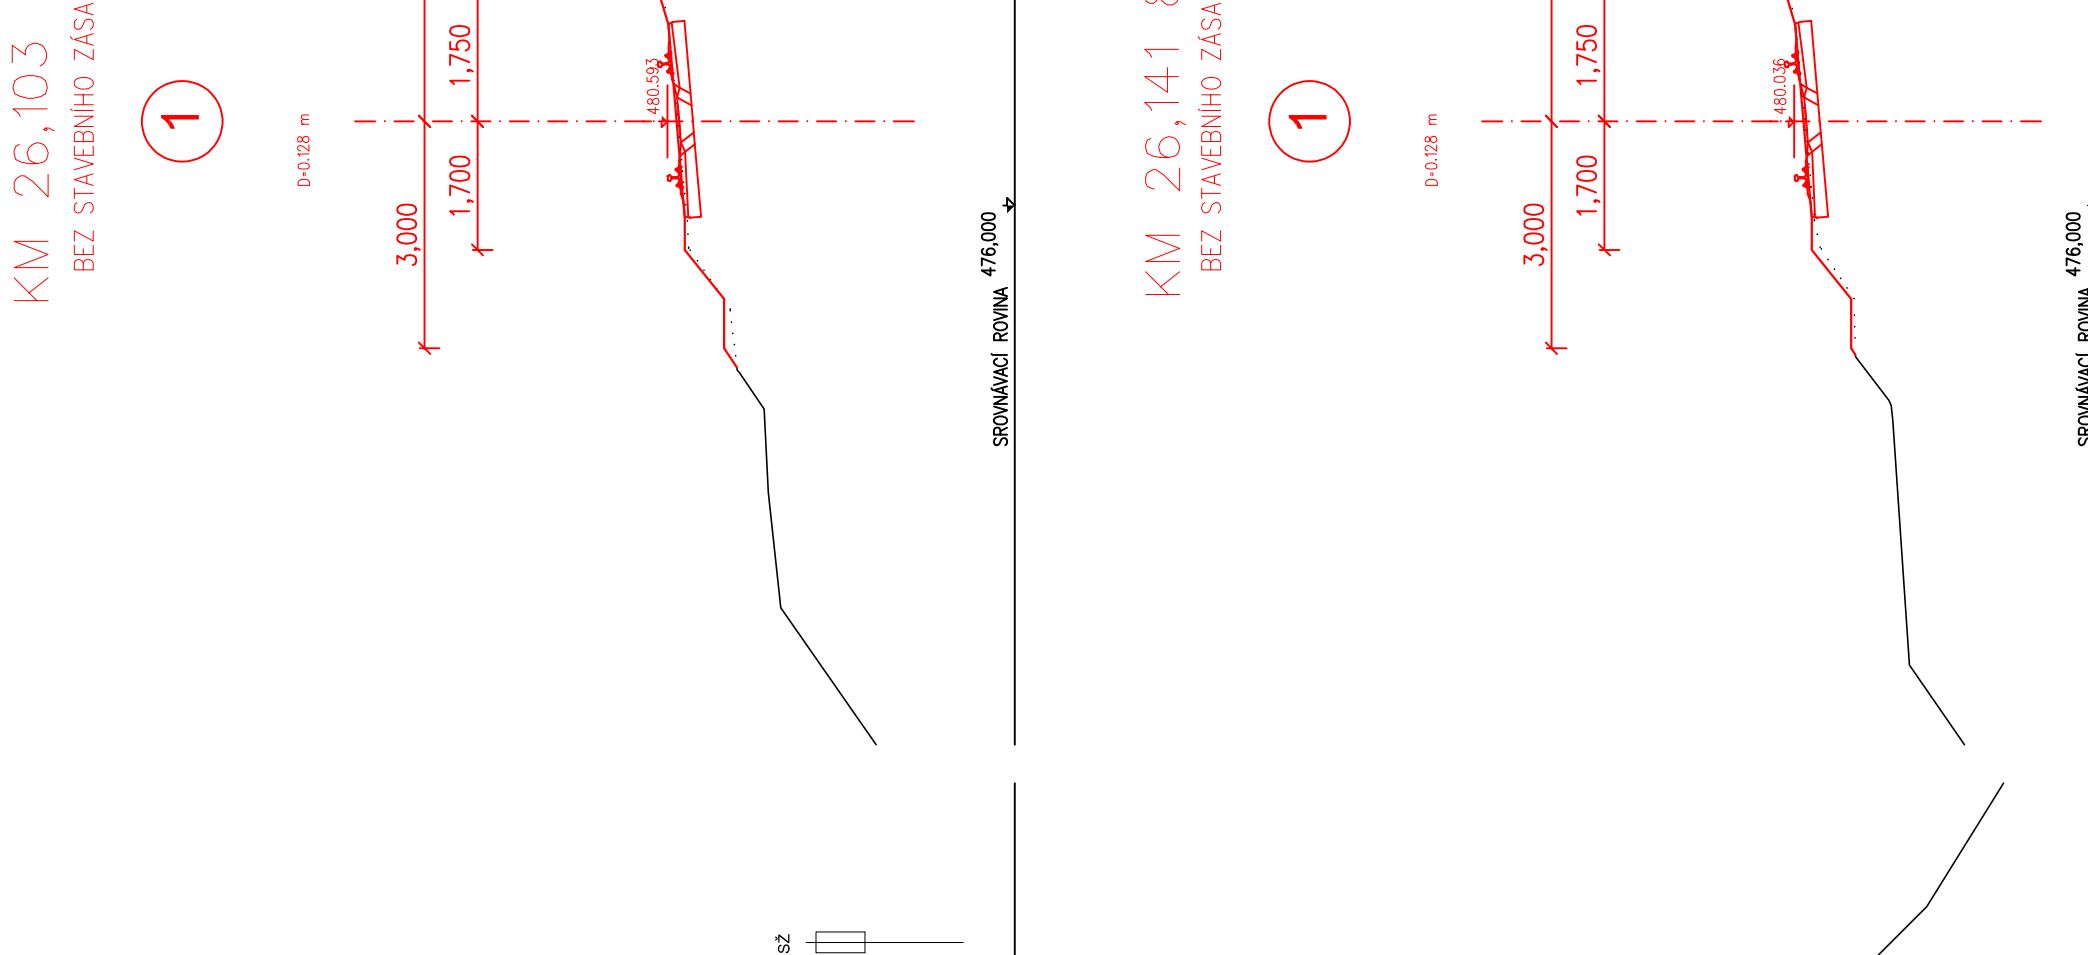 KM 26,103
BEZ STAVEBNÍHO ZÁSA
1
D=0.128 m
3,000
1,750
1,700
480.593
SROVNÁVACÍ ROVINA 476,000
SŽ
KM 26,141
BEZ STAVEBNÍHO ZÁSA
1
D=0.128 m
3,000
1,750
1,700
480.036
SROVNÁVACÍ ROVINA 476,000